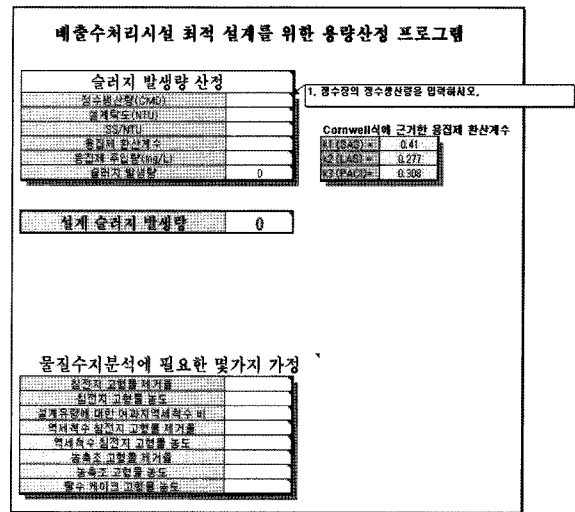 배출수처리시설 최적 설계를 위한 용량산정 프로그램
슬러지 발생량 산정
정수생산량(CMD)
설계탁도(NTU)
SS/NTU
응집제 환산계수
응집제 주입량(mg/L)
슬러지 발생량 0
1. 정수장의 정수생산량을 입력하시오.
Cornwell식에 근거한 응집제 환산계수
k1 (SAS) = 0.41
k2 (LAS) = 0.277
k3 (PACl)= 0.308
설계 슬러지 발생량 0
물질수지분석에 필요한 몇가지 가정
침전지 고형물 제거율
침전지 고형물 농도
설계유량에 대한 여과지역세척수 비
역세척수 침전지 고형물 제거율
역세척수 침전지 고형물 농도
농축조 고형물 제거율
농축조 고형물 농도
탈수 케이크 고형물 농도